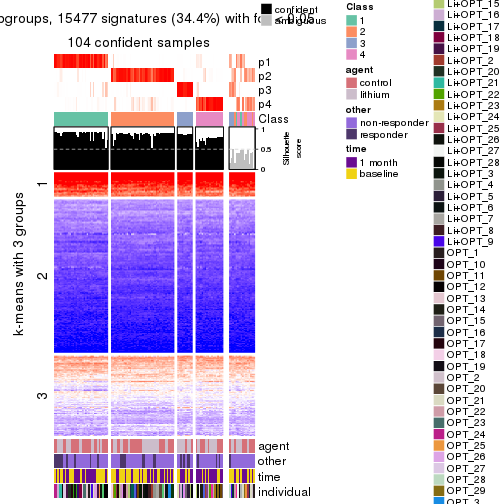 ogroups, 15477 signatures (34.4%) with fdr < 0.05
confident
ambiguous
104 confident samples
p1
p2
p3
p4
Class
1
0.5
0
Silhouette
score
k-means with 3 groups
1
2
3
agent
other
time
individual
Class
1
2
3
4
agent
control
lithium
other
non-responder
responder
time
1 month
baseline
Li+OPT_15
Li+OPT_16
Li+OPT_17
Li+OPT_18
Li+OPT_19
Li+OPT_2
Li+OPT_20
Li+OPT_21
Li+OPT_22
Li+OPT_23
Li+OPT_24
Li+OPT_25
Li+OPT_26
Li+OPT_27
Li+OPT_28
Li+OPT_3
Li+OPT_4
Li+OPT_5
Li+OPT_6
Li+OPT_7
Li+OPT_8
Li+OPT_9
OPT_1
OPT_10
OPT_11
OPT_12
OPT_13
OPT_14
OPT_15
OPT_16
OPT_17
OPT_18
OPT_19
OPT_2
OPT_20
OPT_21
OPT_22
OPT_23
OPT_24
OPT_25
OPT_26
OPT_27
OPT_28
OPT_29
OPT_3